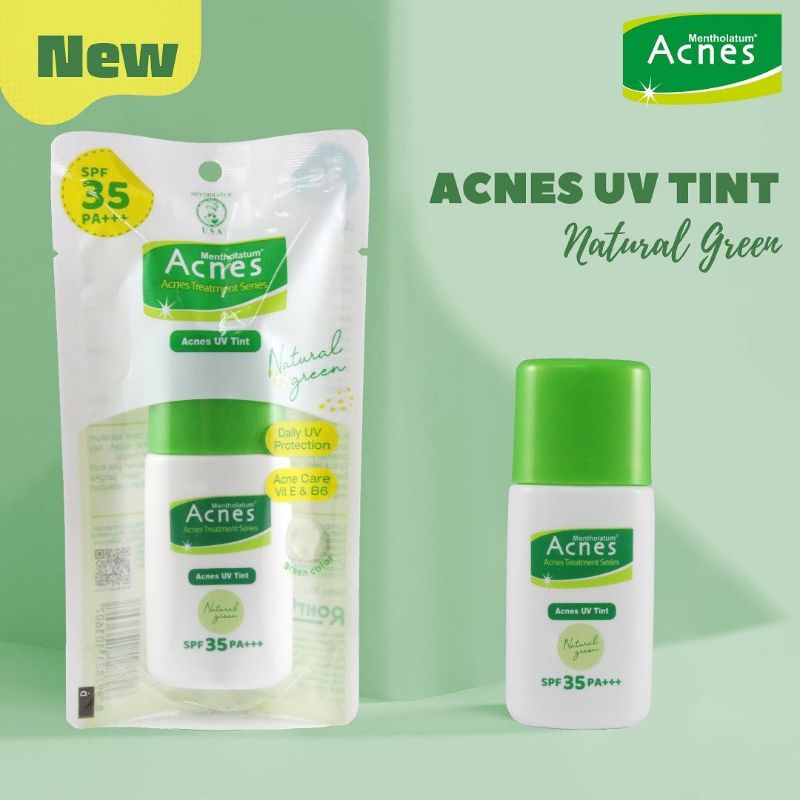 New
Mentholatum®
Acnes
ACNES UV TINT
Natural Green
SPF
35
PA+++
MENTHOLATUM
USA
Mentholatum®
Acnes
Acnes Treatment Series
Acnes UV Tint
Natural
green
Daily UV
Protection
Acne Care
Vit E & B6
green color
Mentholatum®
Acnes
Acnes Treatment Series
Acnes UV Tint
Natural
green
SPF 35 PA+++
Mentholatum®
Acnes
Acnes Treatment Series
Acnes UV Tint
Natural
green
SPF 35 PA+++